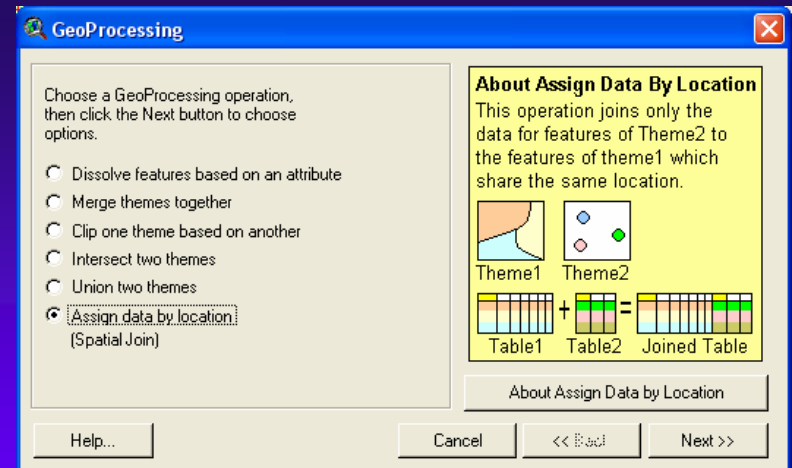 GeoProcessing
Choose a GeoProcessing operation,
then click the Next button to choose
options.
Dissolve features based on an attribute
Merge themes together
Clip one theme based on another
Intersect two themes
Union two themes
Assign data by location
(Spatial Join)
About Assign Data By Location
This operation joins only the
data for features of Theme2 to
the features of theme1 which
share the same location.
Theme1 Theme2
+ =
Table1 Table2 Joined Table
About Assign Data by Location
Help... Cancel << Back Next >>